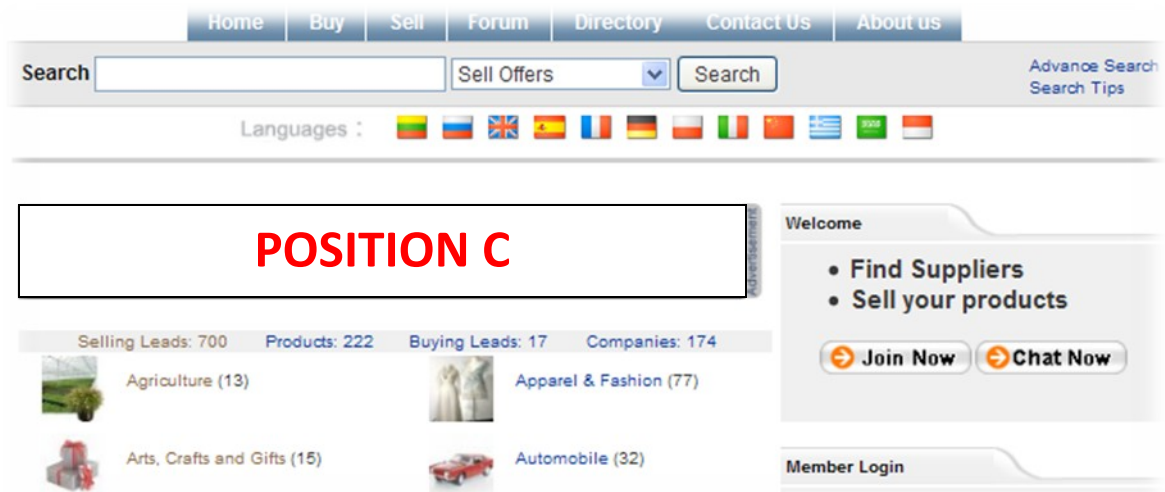 Home Buy Sell Forum Directory Contact Us About us
Search Sell Offers Search Advance Search
Search Tips
Languages :
POSITION C
Advertisement
Welcome
• Find Suppliers
• Sell your products
Join Now Chat Now
Selling Leads: 700 Products: 222 Buying Leads: 17 Companies: 174
Agriculture (13) Apparel & Fashion (77)
Arts, Crafts and Gifts (15) Automobile (32)
Member Login